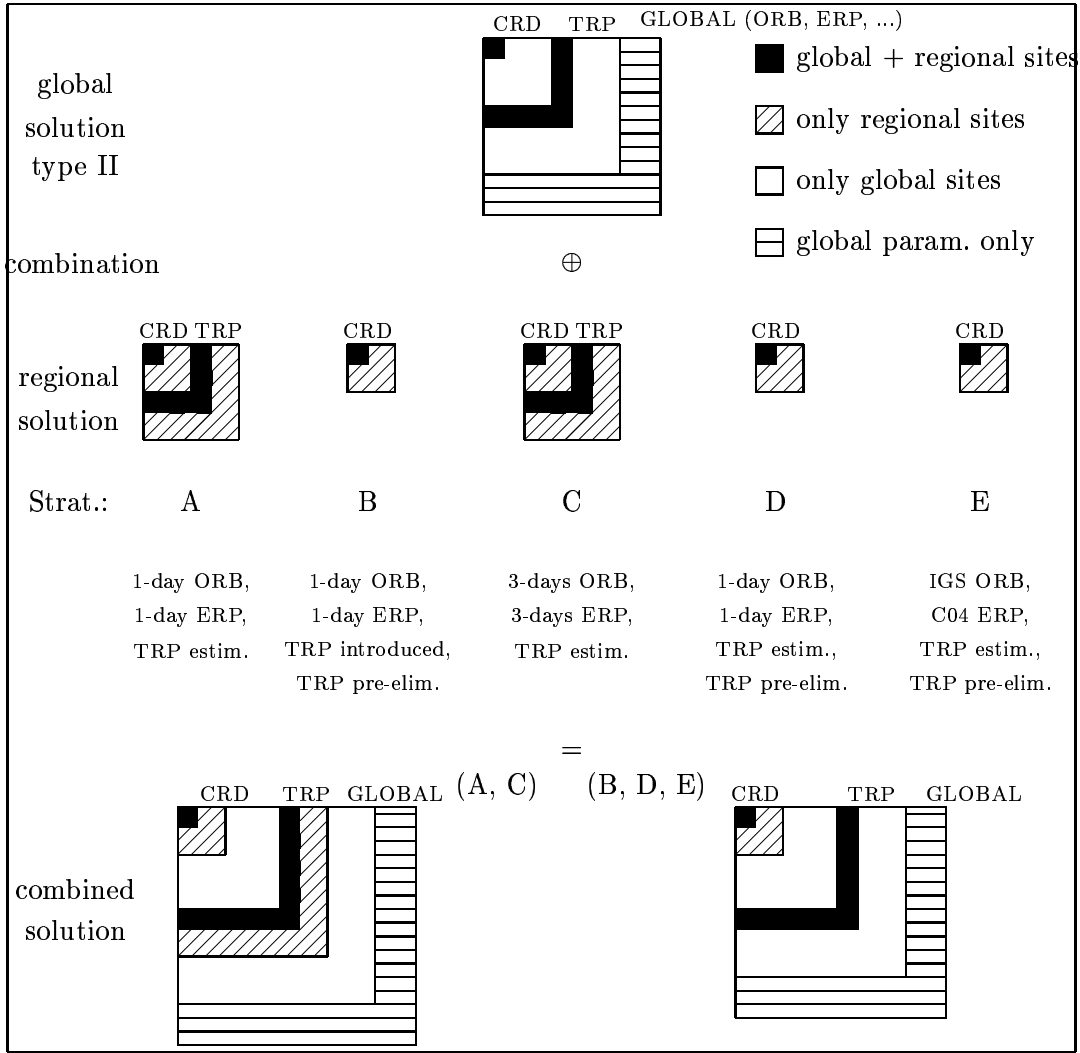 CRD TRP GLOBAL (ORB, ERP, ...)
global + regional sites
global
solution
type II
only regional sites
only global sites
global param. only
combination
⊕
CRD TRP CRD CRD TRP CRD CRD
regional
solution
Strat.: A B C D E
1-day ORB, 1-day ORB, 3-days ORB, 1-day ORB, IGS ORB,
1-day ERP, 1-day ERP, 3-days ERP, 1-day ERP, C04 ERP,
TRP estim. TRP introduced, TRP estim. TRP estim., TRP estim.,
TRP pre-elim. TRP pre-elim. TRP pre-elim.
=
(A, C) (B, D, E)
CRD TRP GLOBAL CRD TRP GLOBAL
combined
solution